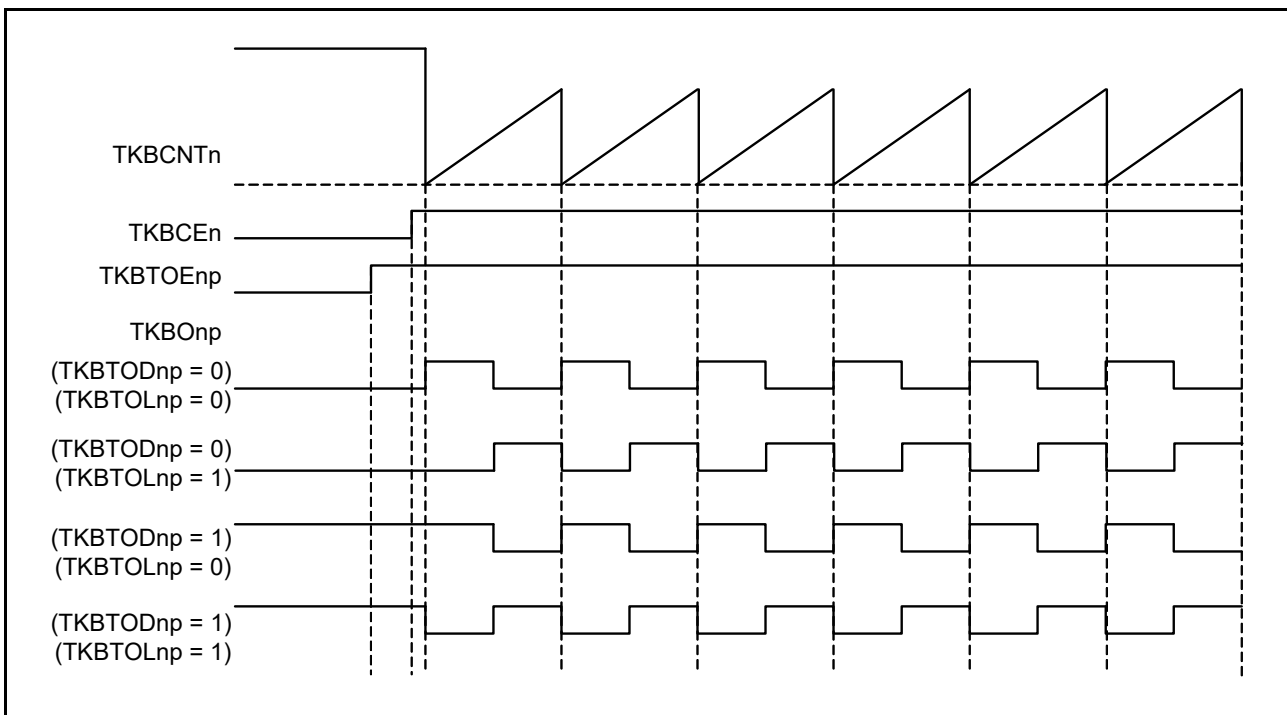 TKBCNTn
TKBCEn
TKBTOEnp
TKBOnp
(TKBTODnp = 0)
(TKBTOLnp = 0)
(TKBTODnp = 0)
(TKBTOLnp = 1)
(TKBTODnp = 1)
(TKBTOLnp = 0)
(TKBTODnp = 1)
(TKBTOLnp = 1)